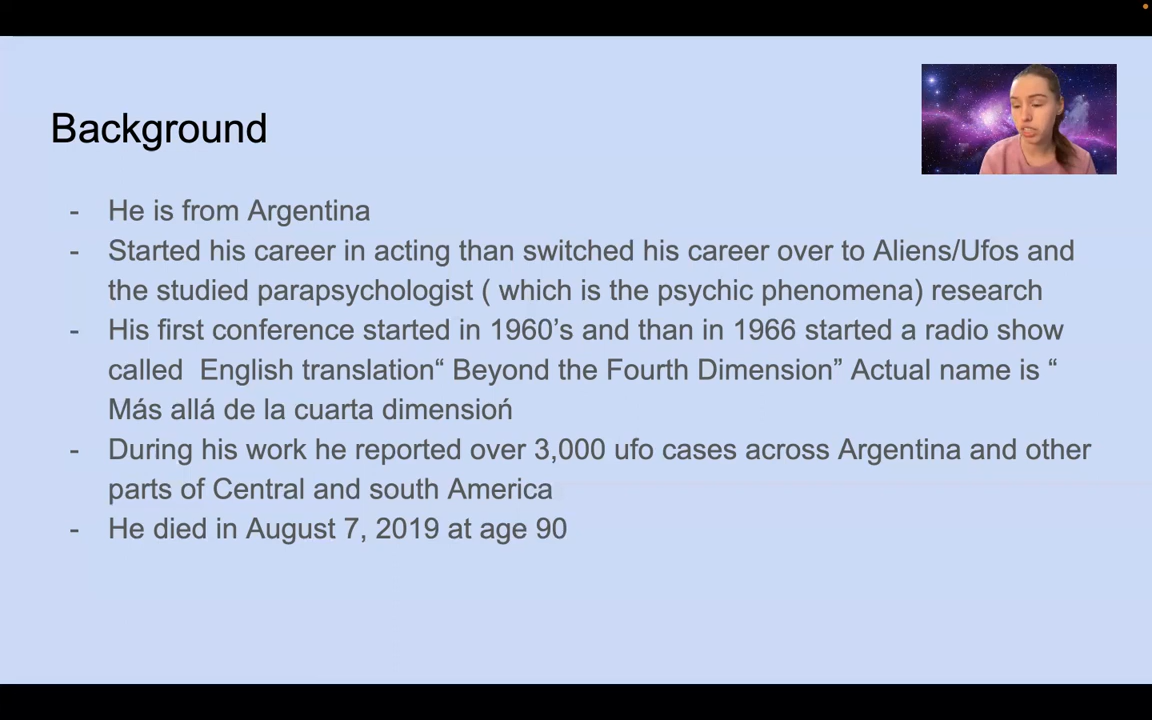 Background
- He is from Argentina
- Started his career in acting than switched his career over to Aliens/Ufos and
the studied parapsychologist ( which is the psychic phenomena) research
- His first conference started in 1960’s and than in 1966 started a radio show
called  English translation“ Beyond the Fourth Dimension” Actual name is “
Más allá de la cuarta dimensioń
- During his work he reported over 3,000 ufo cases across Argentina and other
parts of Central and south America
- He died in August 7, 2019 at age 90